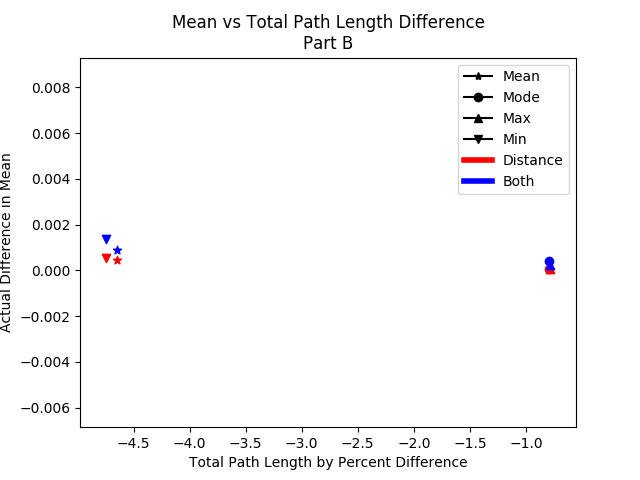 Mean vs Total Path Length Difference
Part B
Mean
Mode
Max
Min
Distance
Both
0.008
0.006
0.004
0.002
0.000
−0.002
−0.004
−0.006
Actual Difference in Mean
−4.5 −4.0 −3.5 −3.0 −2.5 −2.0 −1.5 −1.0
Total Path Length by Percent Difference